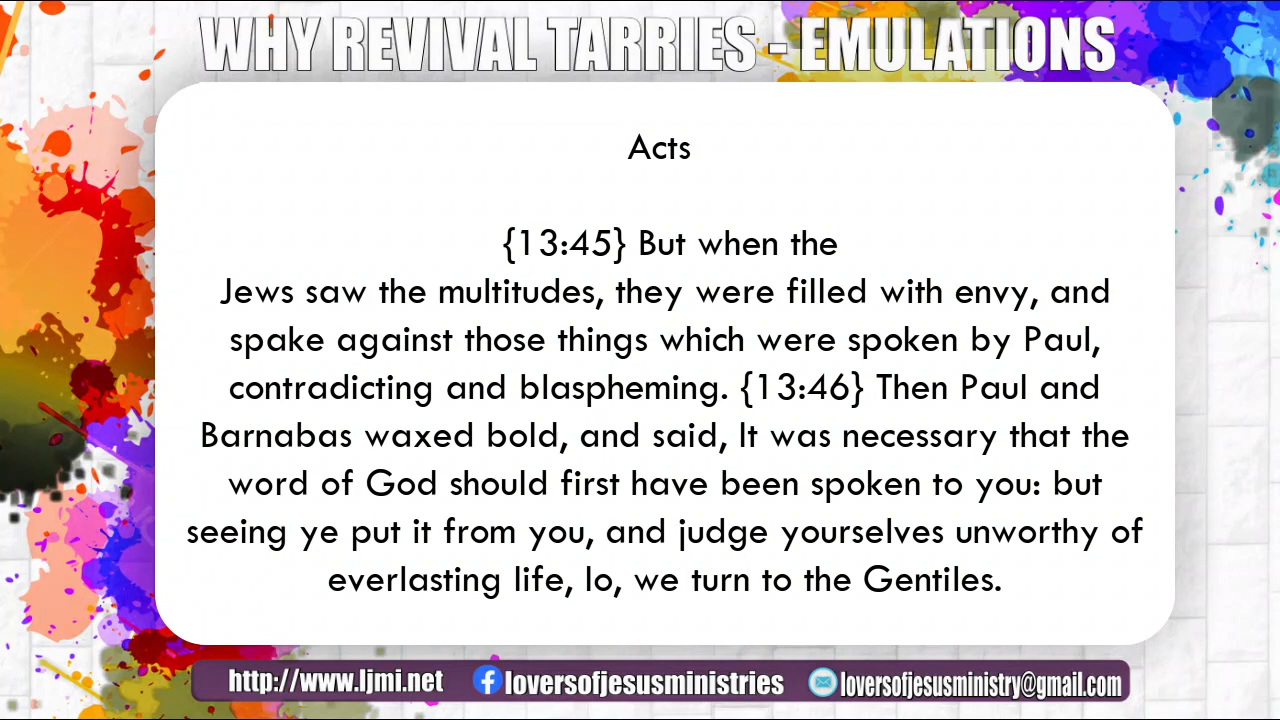 WHY REVIVAL TARRIES - EMULATIONS
Acts
{13:45} But when the
Jews saw the multitudes, they were filled with envy, and
spake against those things which were spoken by Paul,
contradicting and blaspheming. {13:46} Then Paul and
Barnabas waxed bold, and said, It was necessary that the
word of God should first have been spoken to you: but
seeing ye put it from you, and judge yourselves unworthy of
everlasting life, lo, we turn to the Gentiles.
http://www.ljmi.net loversofjesusministries loversofjesusministry@gmail.com